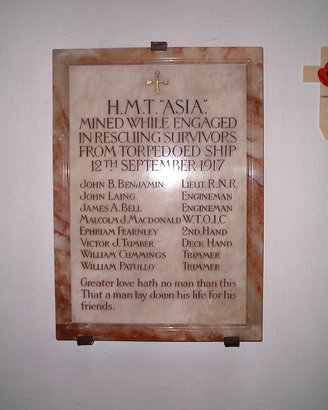 H.M.T. "ASIA".
MINED WHILE ENGAGED
IN RESCUING SURVIVORS
FROM TORPEDOED SHIP
12TH SEPTEMBER 1917
JOHN B. BENJAMIN LIEUT. R.N.R.
JOHN LAING ENGINEMAN
JAMES A. BELL ENGINEMAN
MALCOLM J. MACDONALD W.T.O.I.C
EPHRIAM FEARNLEY 2ND. HAND
VICTOR J. TUMBER DECK HAND
WILLIAM CUMMINGS TRIMMER
WILLIAM PATULLO TRIMMER
Greater love hath no man than this
That a man lay down his life for his
friends.